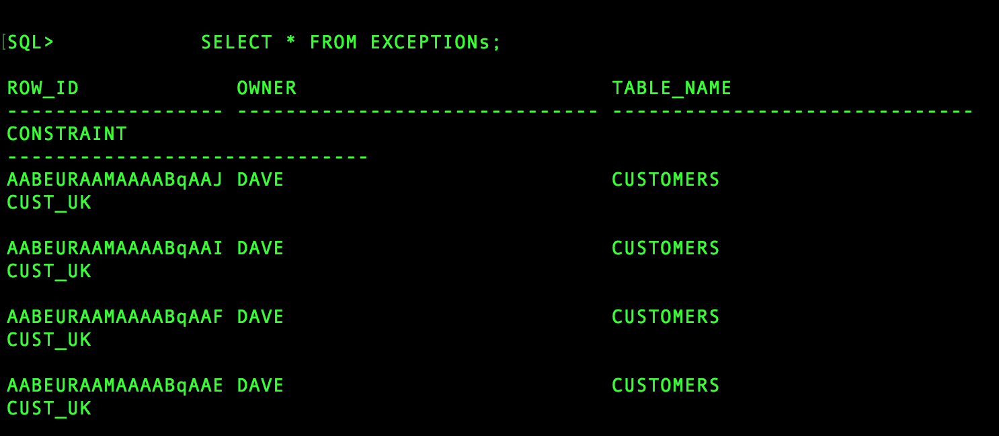 SQL> SELECT * FROM EXCEPTIONs;
ROW_ID OWNER TABLE_NAME
------------------ ------------------------------ ------------------------------
CONSTRAINT
------------------------------
AABEURAAMAAAABqAAJ DAVE CUSTOMERS
CUST_UK
AABEURAAMAAAABqAAI DAVE CUSTOMERS
CUST_UK
AABEURAAMAAAABqAAF DAVE CUSTOMERS
CUST_UK
AABEURAAMAAAABqAAE DAVE CUSTOMERS
CUST_UK